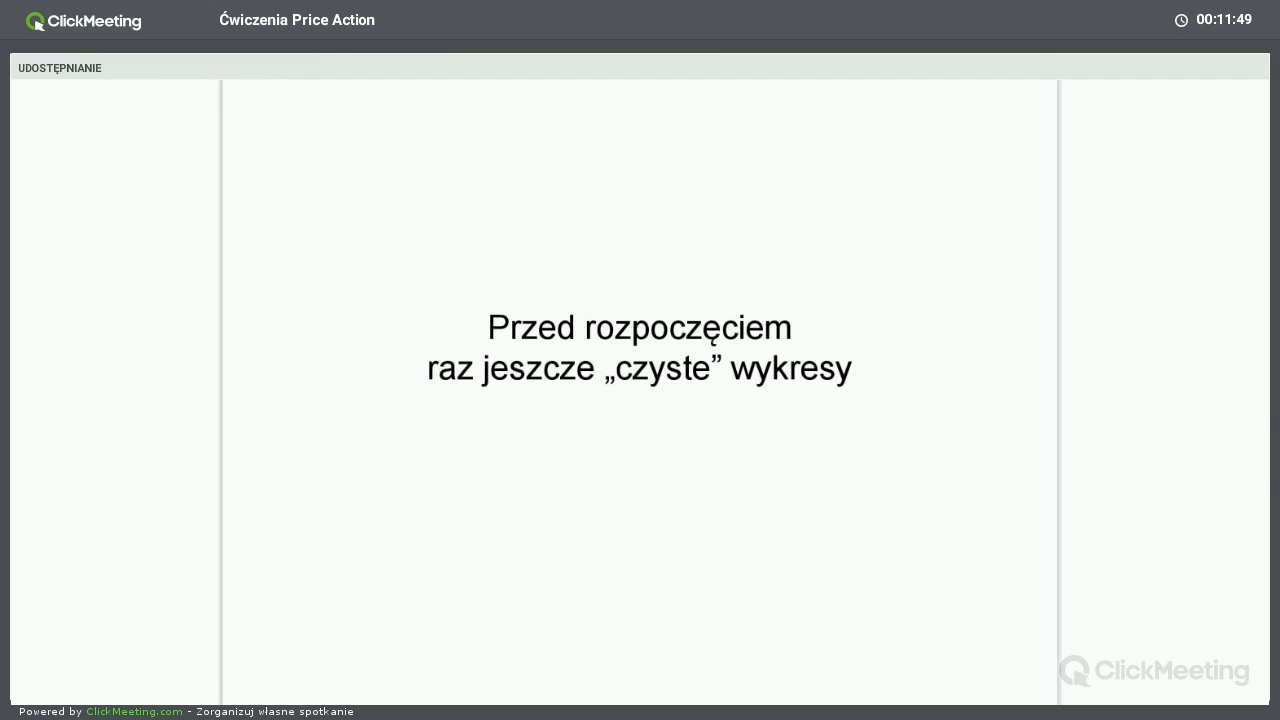 ClickMeeting
Ćwiczenia Price Action
00:11:49
UDOSTĘPNIANIE
Przed rozpoczęciem
raz jeszcze „czyste” wykresy
ClickMeeting
Powered by ClickMeeting.com - Zorganizuj własne spotkanie